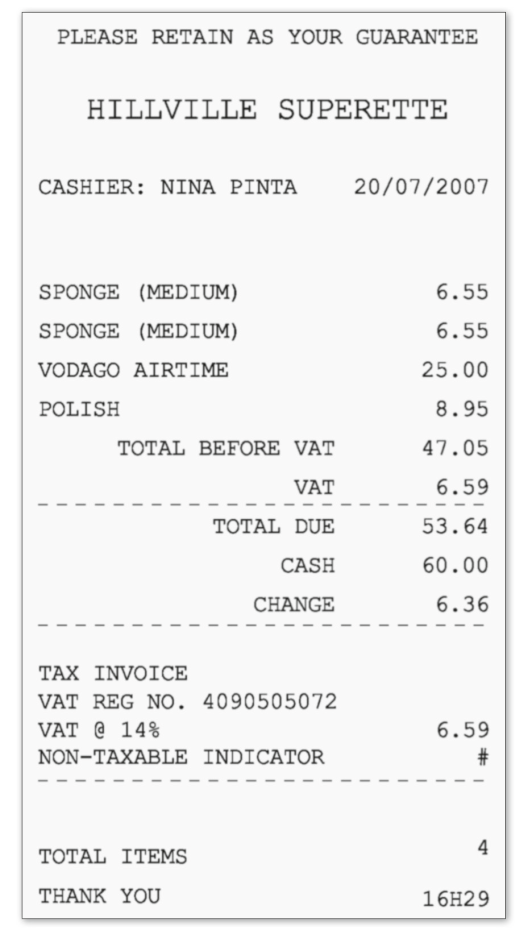 PLEASE RETAIN AS YOUR GUARANTEE
HILLVILLE SUPERETTE
CASHIER: NINA PINTA 20/07/2007
SPONGE (MEDIUM) 6.55
SPONGE (MEDIUM) 6.55
VODAGO AIRTIME 25.00
POLISH 8.95
TOTAL BEFORE VAT 47.05
VAT 6.59
TOTAL DUE 53.64
CASH 60.00
CHANGE 6.36
TAX INVOICE
VAT REG NO. 4090505072
VAT @ 14% 6.59
NON-TAXABLE INDICATOR #
TOTAL ITEMS 4
THANK YOU 16H29